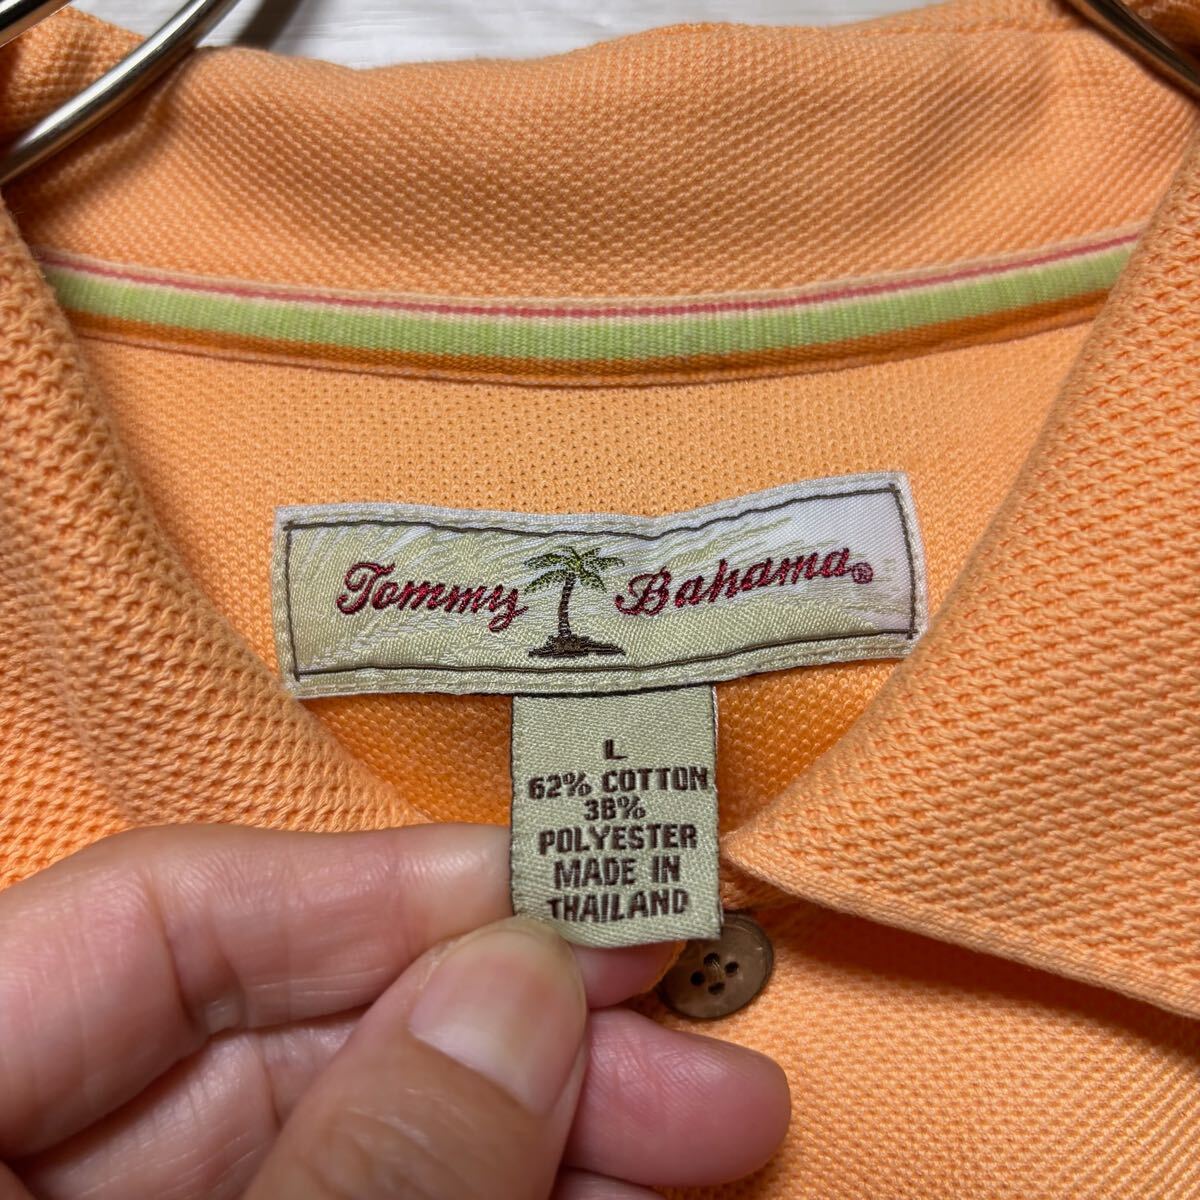 Tommy Bahama®
L
62% COTTON
38%
POLYESTER
MADE IN
THAILAND